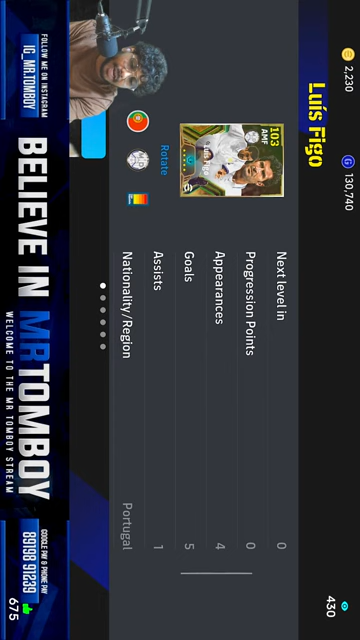 2,230
130,740
430
Luís Figo
103
AMF
Rotate
Next level in 0
Progression Points 0
Appearances 4
Goals 5
Assists 1
Nationality/Region Portugal
FOLLOW ME ON INSTAGRAM
IG_MR.TOMBOY
BELIEVE IN MRTOMBOY
WELCOME TO THE MR TOMBOY STREAM
GOOGLE PAY & PHONE PAY
89198 91239
675